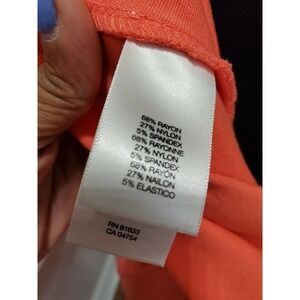 68% RAYON
27% NYLON
5% SPANDEX
68% RAYONNE
27% NYLON
5% SPANDEX
68% RAYON
27% NAILON
5% ELASTICO
RN 81633
CA 04764